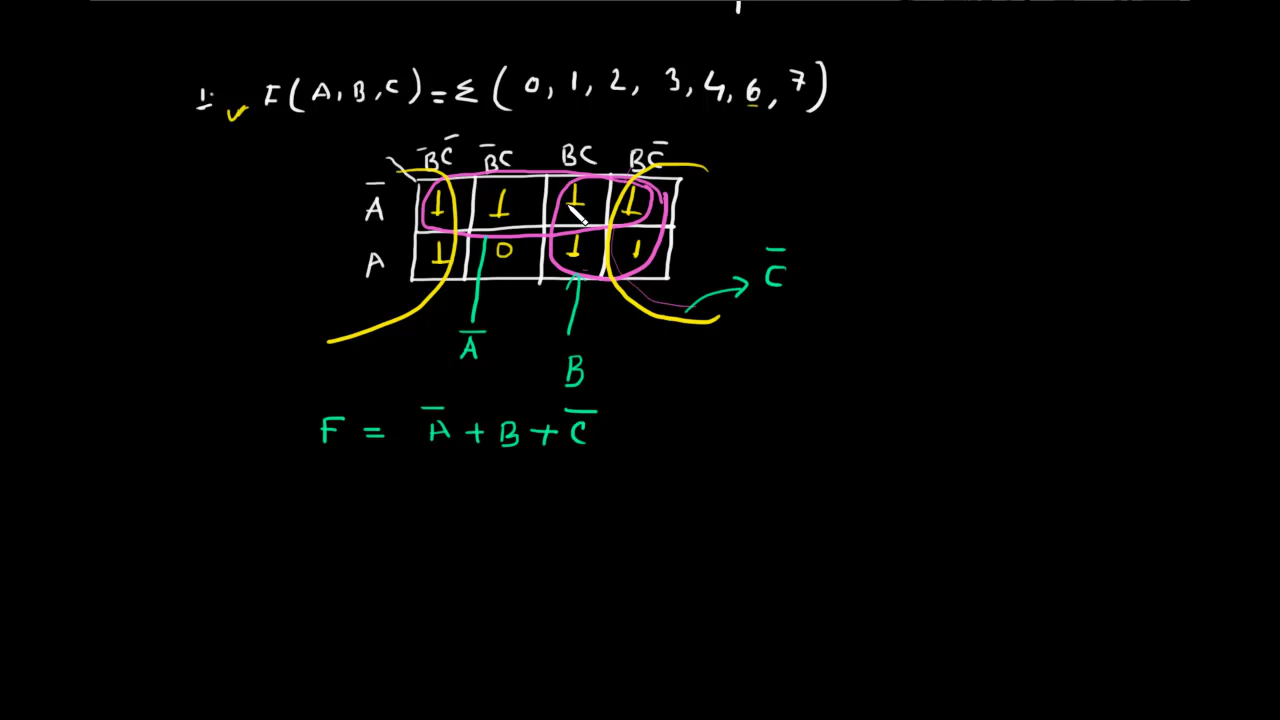 1. ✓ F(A, B, C) = Σ (0, 1, 2, 3, 4, 6, 7)
B̅C̅ B̅C BC BC̅
A̅ 1 1 1 1
A 1 0 1 1
C̅
A̅
B
F = A̅ + B + C̅